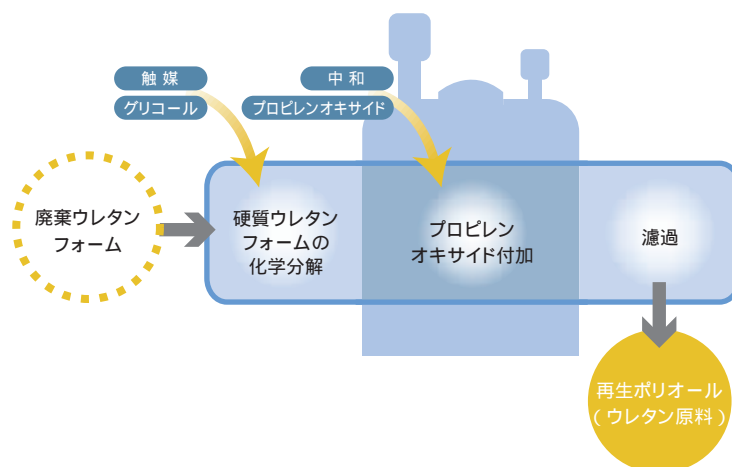 触媒
グリコール
中和
プロピレンオキサイド
廃棄ウレタン
フォーム
硬質ウレタン
フォームの
化学分解
プロピレン
オキサイド付加
濾過
再生ポリオール
(ウレタン原料)